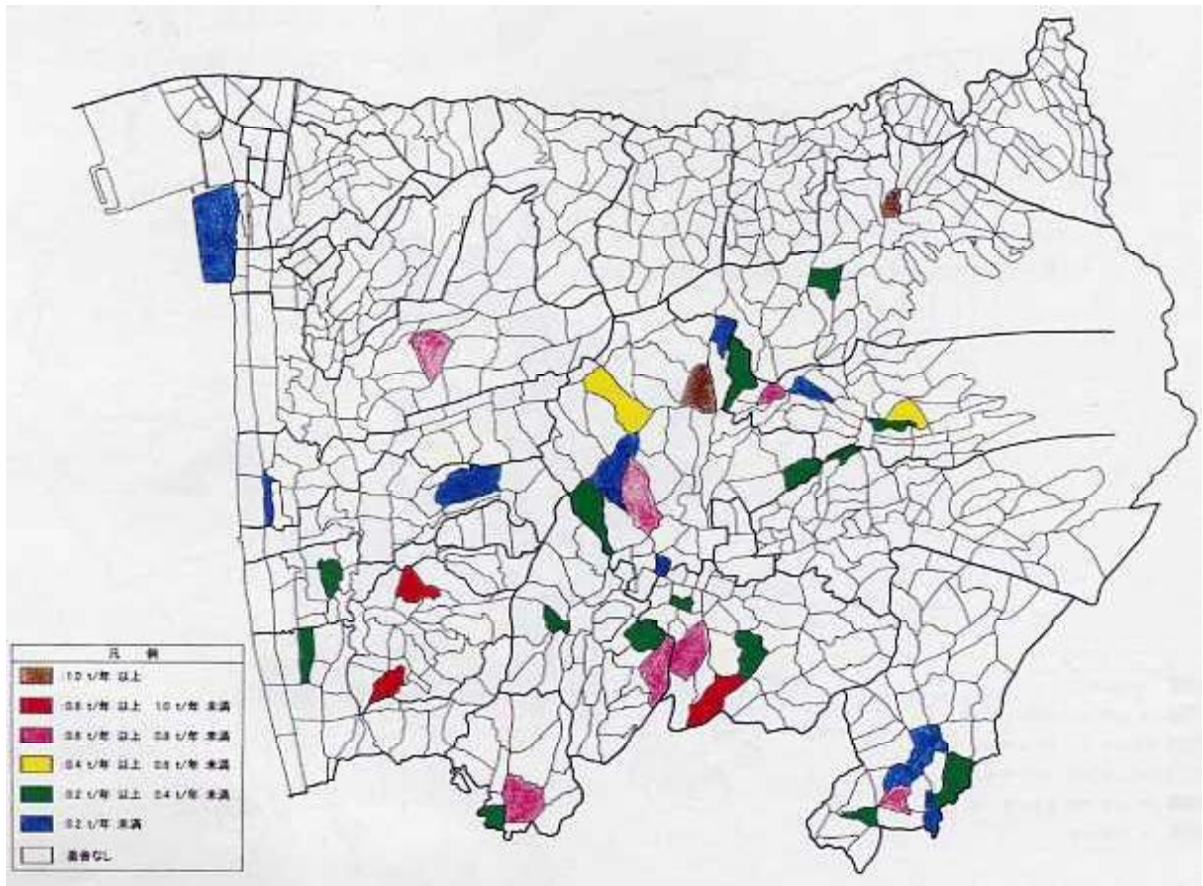 凡 例
1.0 t/年 以上
0.8 t/年 以上 1.0 t/年 未満
0.6 t/年 以上 0.8 t/年 未満
0.4 t/年 以上 0.6 t/年 未満
0.2 t/年 以上 0.4 t/年 未満
0.2 t/年 未満
なし